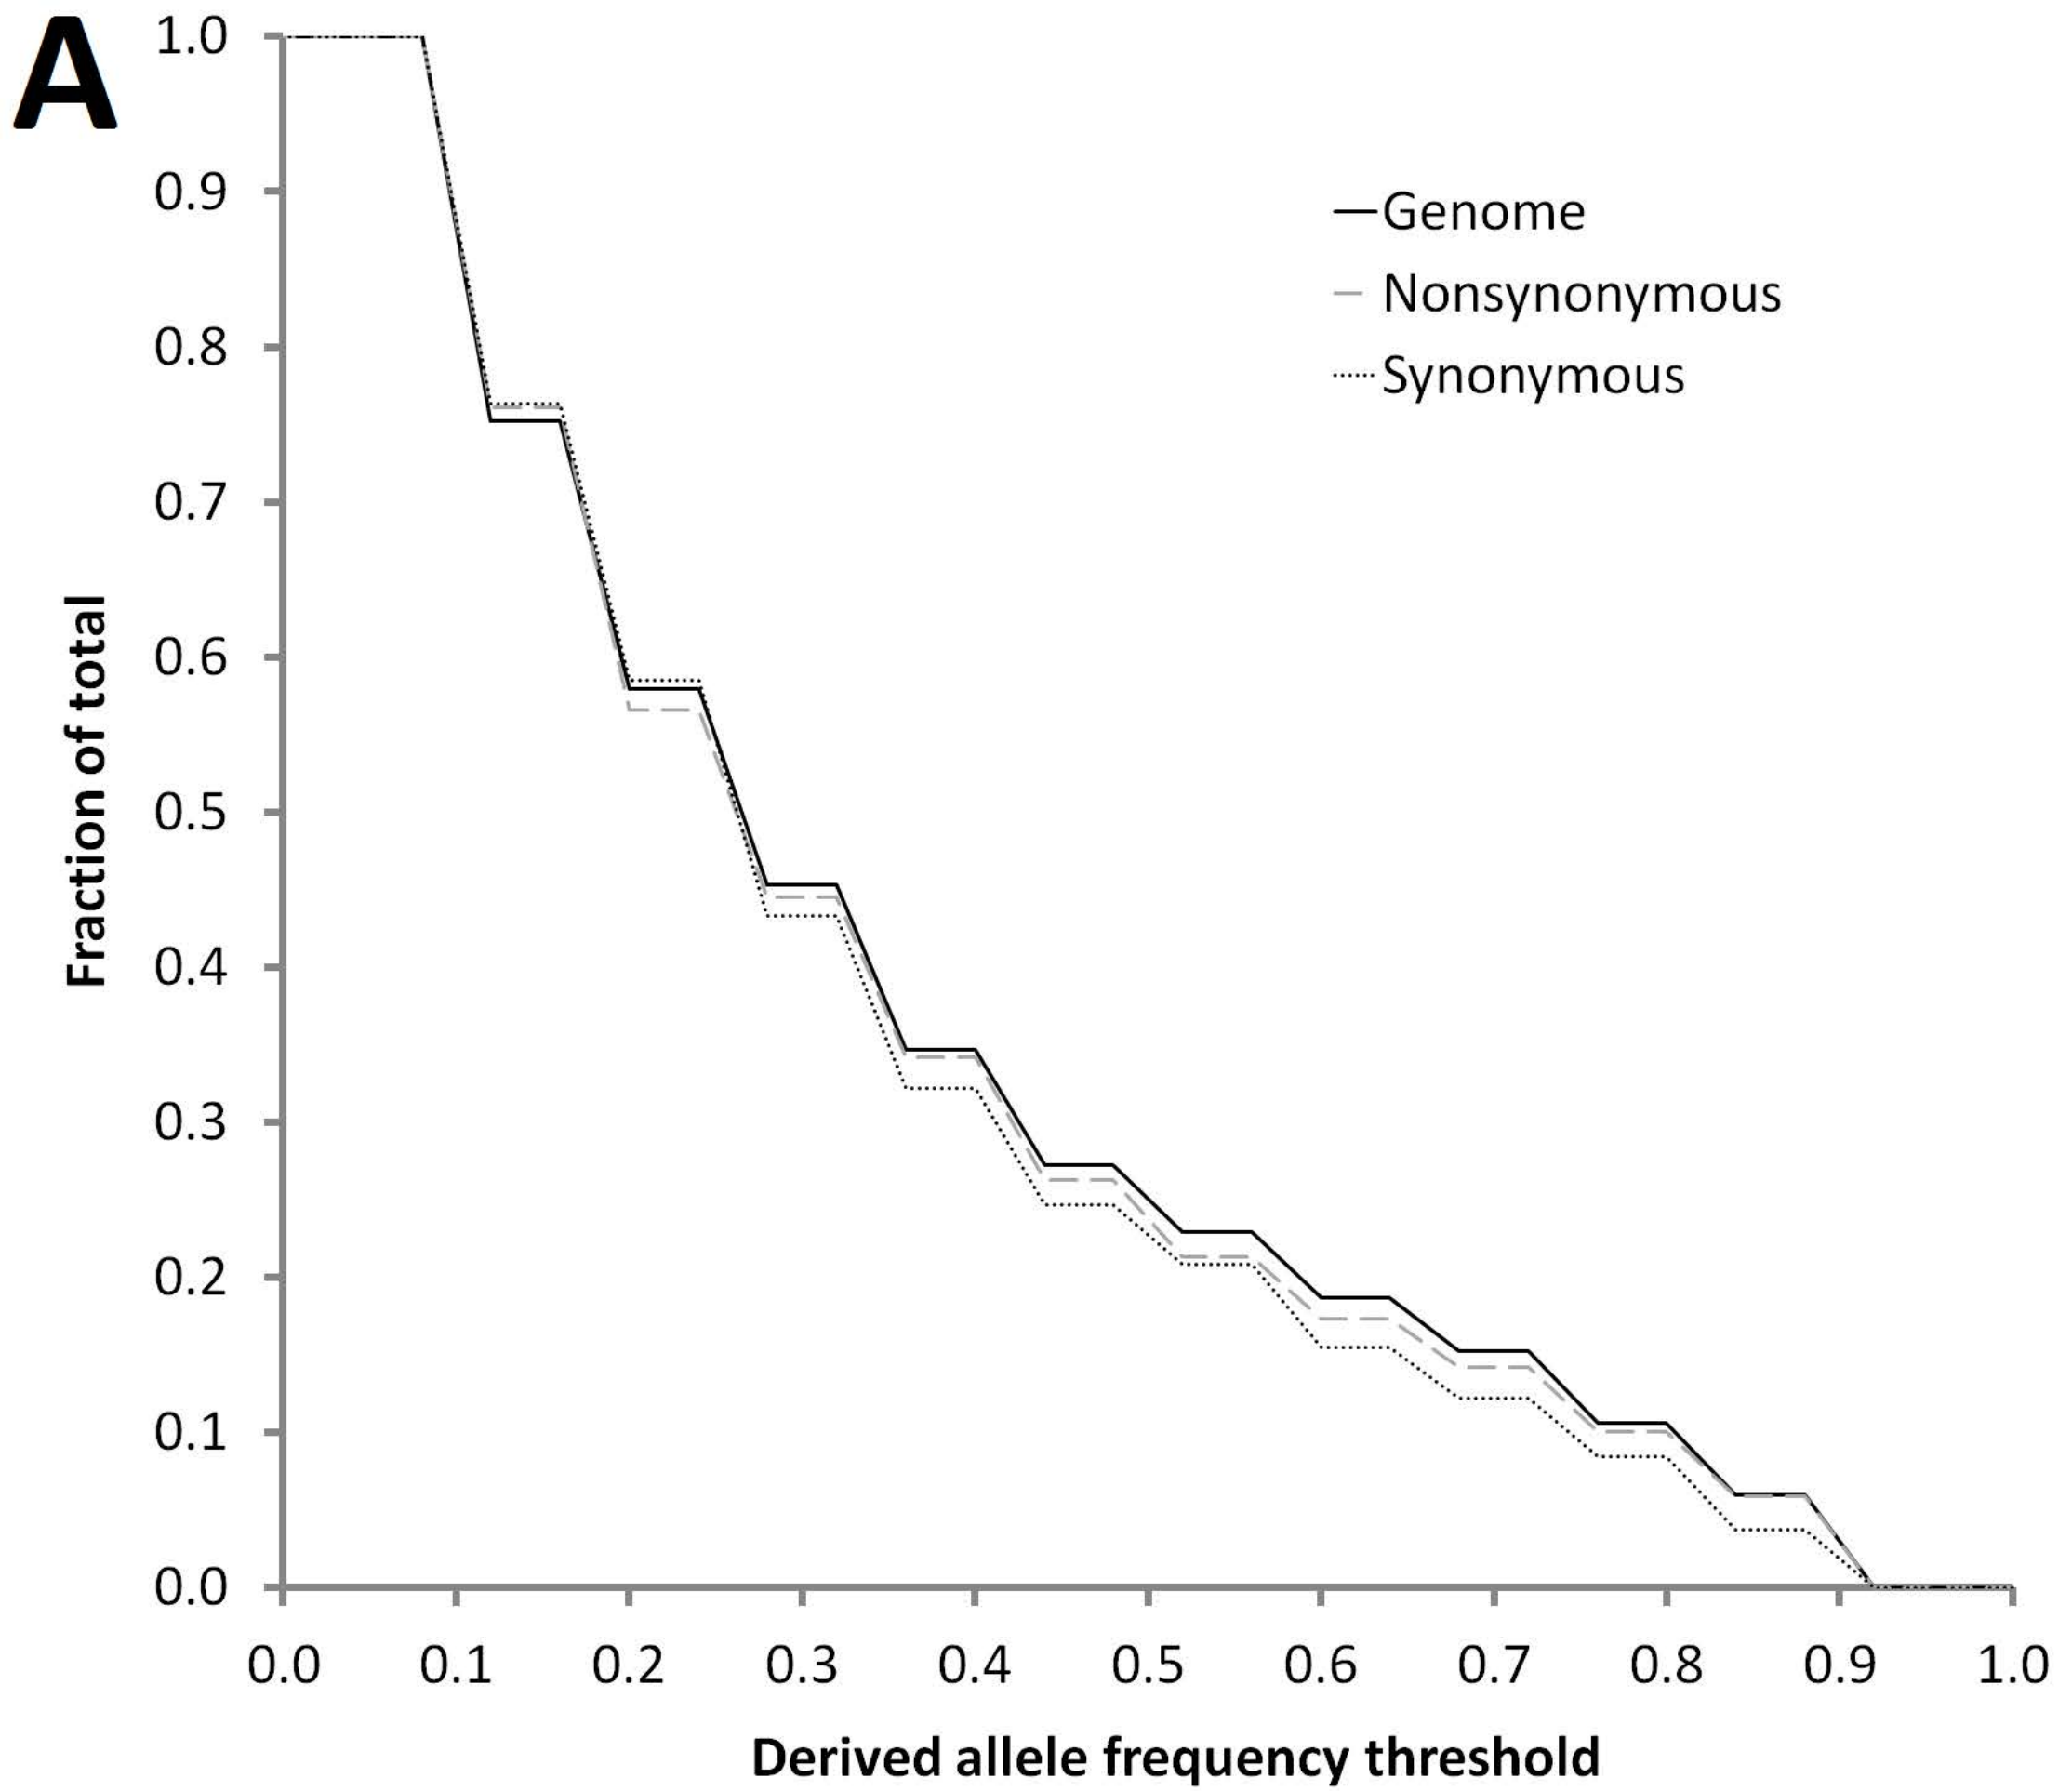 A
1.0
0.9
0.8
0.7
0.6
0.5
0.4
0.3
0.2
0.1
0.0
Fraction of total
Genome
Nonsynonymous
Synonymous
0.0 0.1 0.2 0.3 0.4 0.5 0.6 0.7 0.8 0.9 1.0
Derived allele frequency threshold